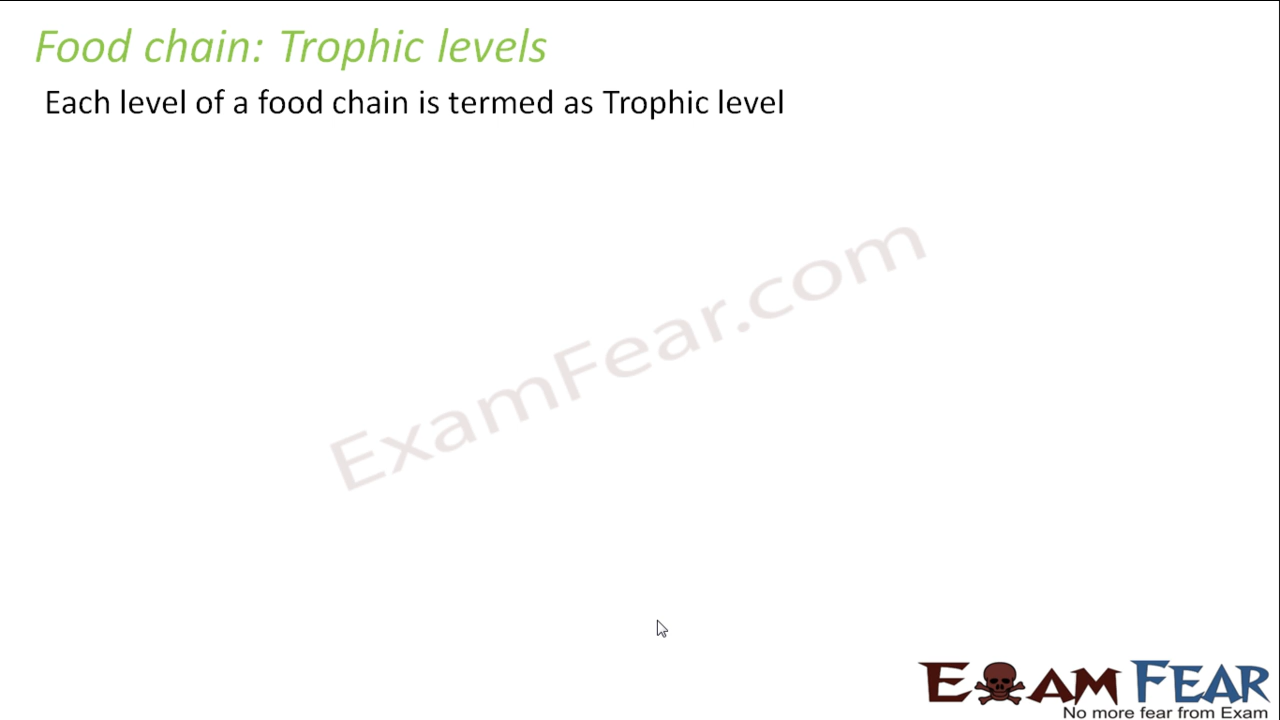 Food chain: Trophic levels
Each level of a food chain is termed as Trophic level
ExamFear.com
EXAM FEAR
No more fear from Exam